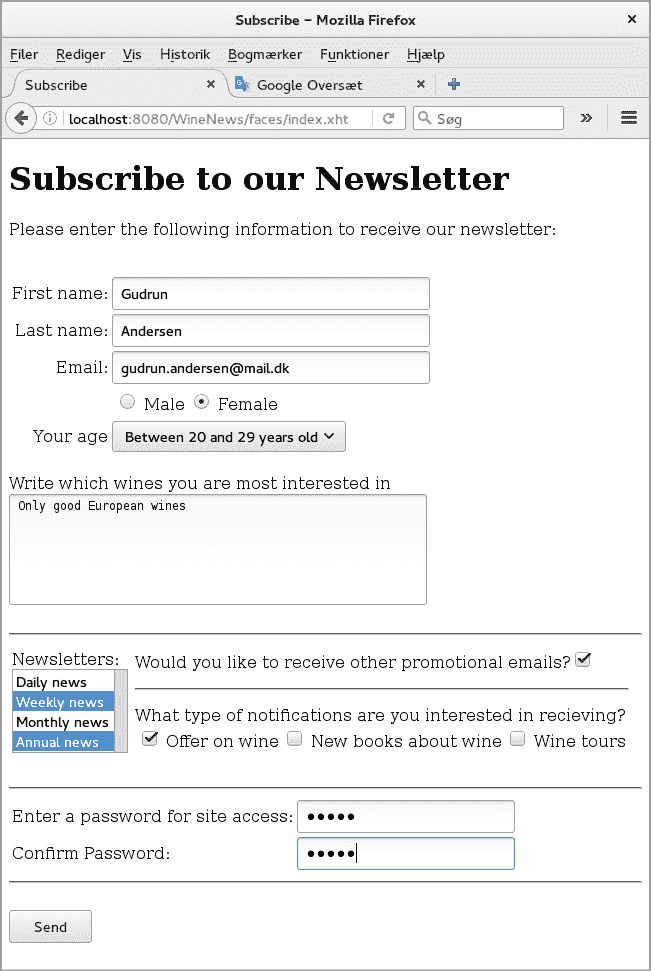 Subscribe – Mozilla Firefox
Filer Rediger Vis Historik Bogmærker Funktioner Hjælp
Subscribe Google Oversæt
localhost:8080/WineNews/faces/index.xht Søg
Subscribe to our Newsletter
Please enter the following information to receive our newsletter:
First name: Gudrun
Last name: Andersen
Email: gudrun.andersen@mail.dk
Male Female
Your age Between 20 and 29 years old
Write which wines you are most interested in
Only good European wines
Newsletters:
Daily news
Weekly news
Monthly news
Annual news
Would you like to receive other promotional emails?
What type of notifications are you interested in recieving?
Offer on wine New books about wine Wine tours
Enter a password for site access: •••••
Confirm Password: •••••
Send